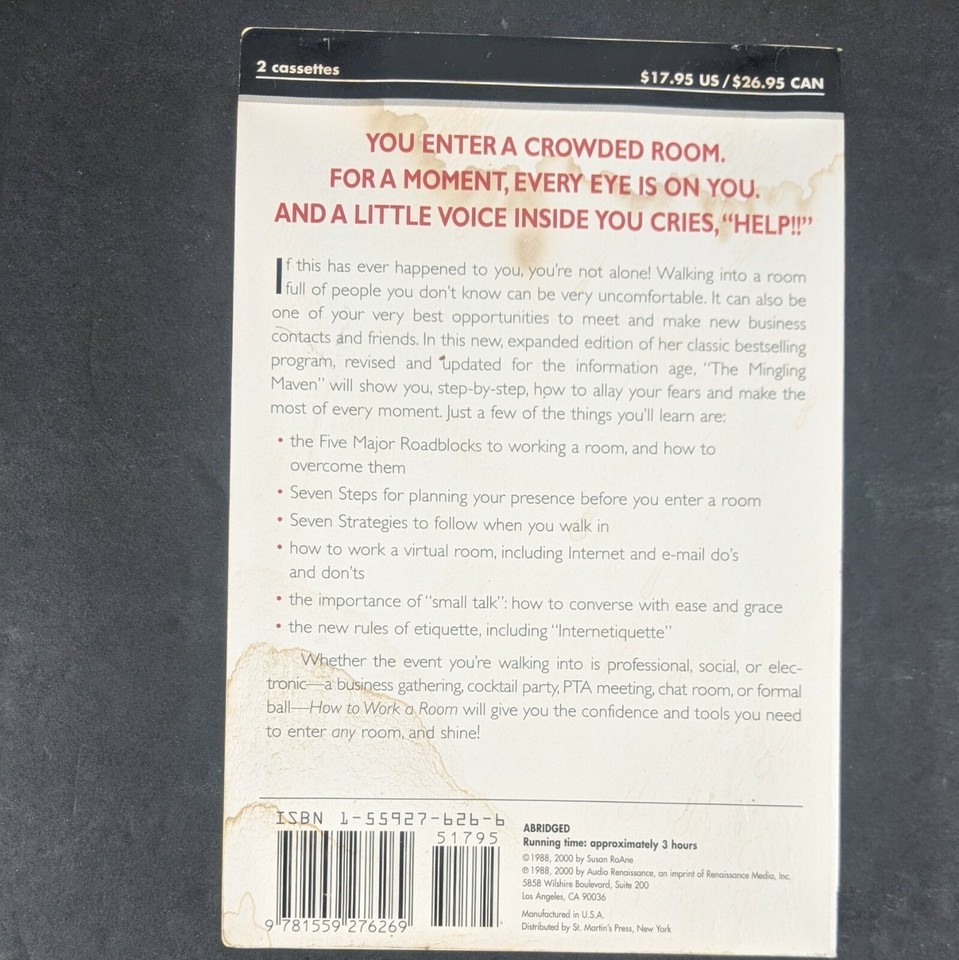 2 cassettes
$17.95 US / $26.95 CAN
YOU ENTER A CROWDED ROOM.
FOR A MOMENT, EVERY EYE IS ON YOU.
AND A LITTLE VOICE INSIDE YOU CRIES, “HELP!!”
If this has ever happened to you, you’re not alone! Walking into a room
full of people you don’t know can be very uncomfortable. It can also be
one of your very best opportunities to meet and make new business
contacts and friends. In this new, expanded edition of her classic bestselling
program, revised and updated for the information age, “The Mingling
Maven” will show you, step-by-step, how to allay your fears and make the
most of every moment. Just a few of the things you’ll learn are:
• the Five Major Roadblocks to working a room, and how to
overcome them
• Seven Steps for planning your presence before you enter a room
• Seven Strategies to follow when you walk in
• how to work a virtual room, including Internet and e-mail do’s
and don’ts
• the importance of “small talk”: how to converse with ease and grace
• the new rules of etiquette, including “Internetiquette”
Whether the event you’re walking into is professional, social, or elec-
tronic—a business gathering, cocktail party, PTA meeting, chat room, or formal
ball—How to Work a Room will give you the confidence and tools you need
to enter any room, and shine!
ISBN 1-55927-626-6
51795
9 781559 276269
ABRIDGED
Running time: approximately 3 hours
©1988, 2000 by Susan RoAne
℗1988, 2000 by Audio Renaissance, an imprint of Renaissance Media, Inc.
5858 Wilshire Boulevard, Suite 200
Los Angeles, CA 90036
Manufactured in U.S.A.
Distributed by St. Martin’s Press, New York